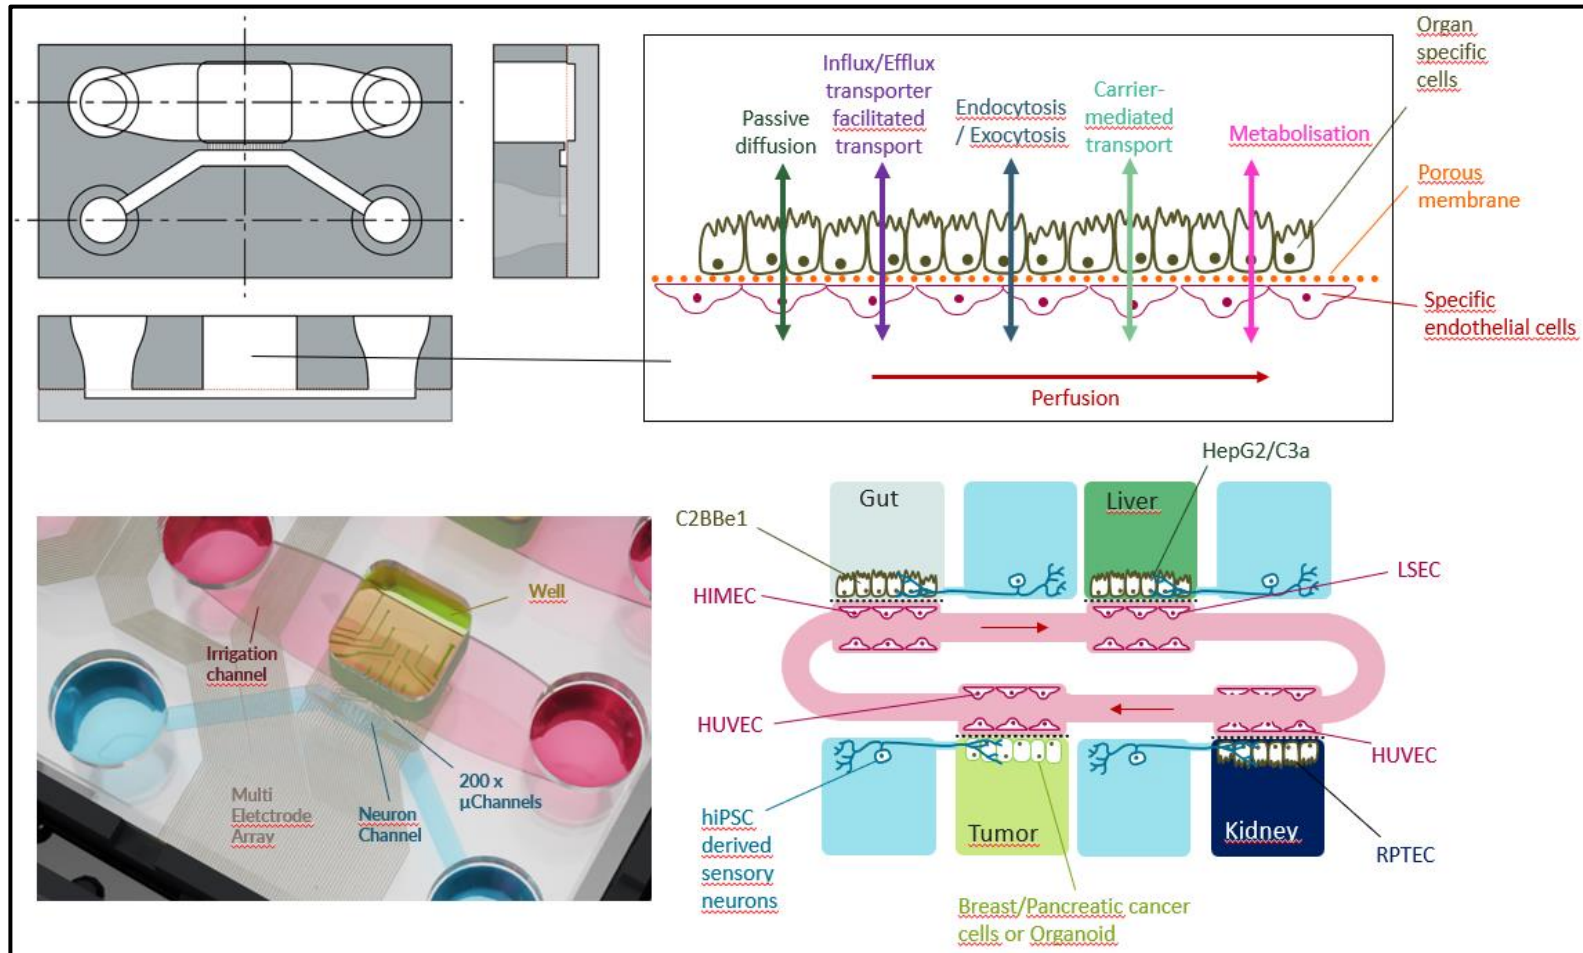 Organ
specific
cells
Influx/Efflux
transporter
facilitated
transport
Passive
diffusion
Endocytosis
/ Exocytosis
Carrier-
mediated
transport
Metabolisation
Porous
membrane
Specific
endothelial cells
Perfusion
HepG2/C3a
Gut
Liver
C2BBe1
LSEC
HIMEC
HUVEC
HUVEC
Tumor
Kidney
RPTEC
hiPSC
derived
sensory
neurons
Breast/Pancreatic cancer
cells or Organoid
Well
Irrigation
channel
200 x
µChannels
Neuron
Channel
Multi
Eletctrode
Array